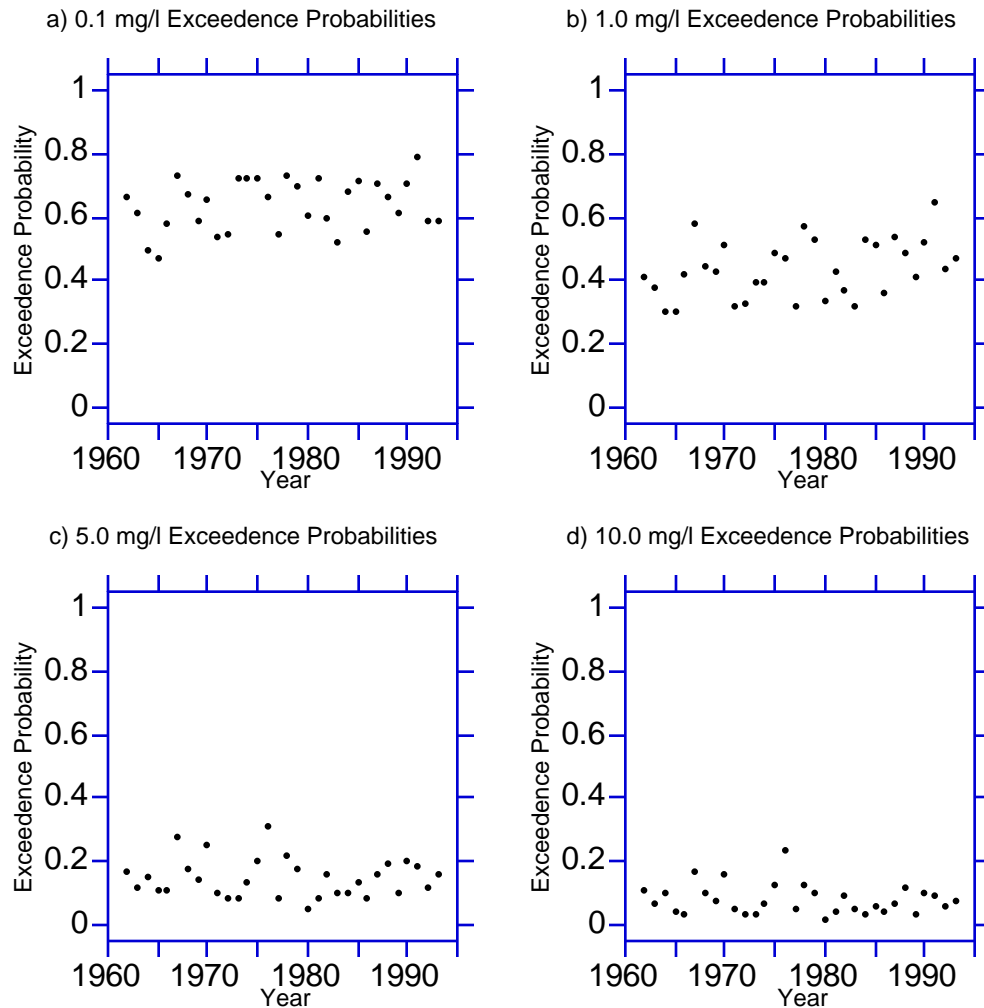 a) 0.1 mg/l Exceedence Probabilities
1
0.8
0.6
0.4
0.2
0
Exceedence Probability
1960 1970 1980 1990
Year
b) 1.0 mg/l Exceedence Probabilities
1
0.8
0.6
0.4
0.2
0
Exceedence Probability
1960 1970 1980 1990
Year
c) 5.0 mg/l Exceedence Probabilities
1
0.8
0.6
0.4
0.2
0
Exceedence Probability
1960 1970 1980 1990
Year
d) 10.0 mg/l Exceedence Probabilities
1
0.8
0.6
0.4
0.2
0
Exceedence Probability
1960 1970 1980 1990
Year